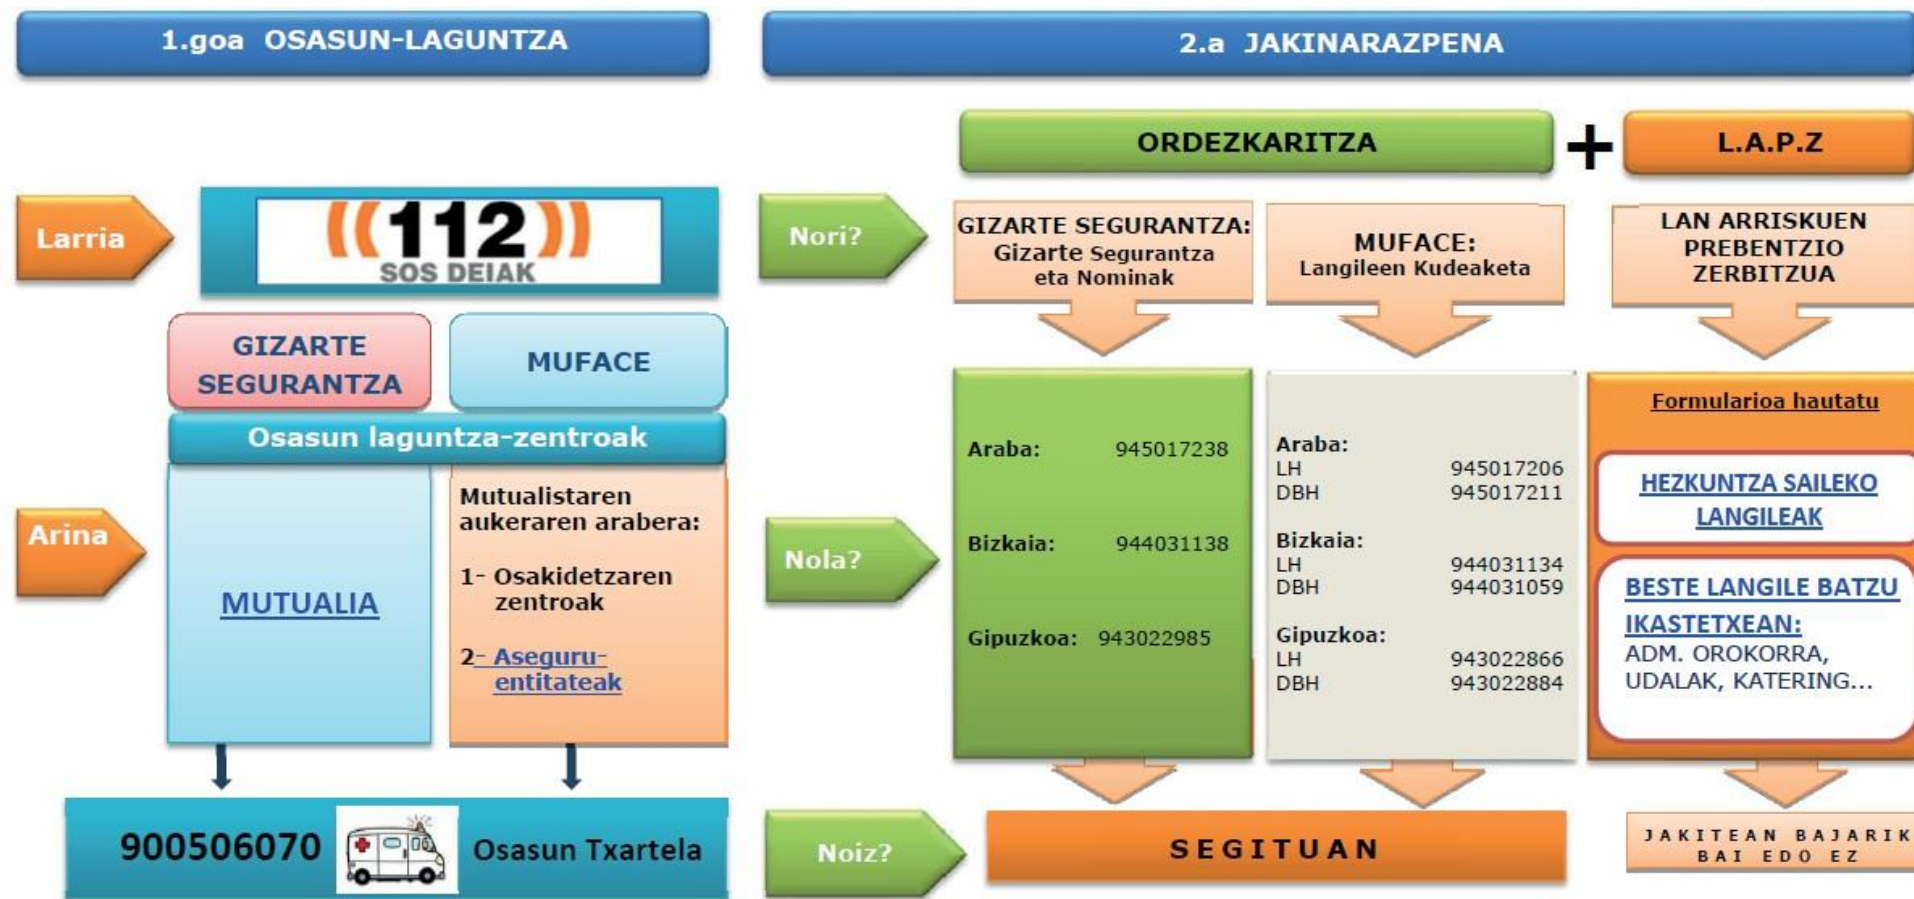 1.goa OSASUN-LAGUNTZA
Larria
((112))
SOS DEIAK
GIZARTE
SEGURANTZA
MUFACE
Osasun laguntza-zentroak
Arina
MUTUALIA
Mutualistaren
aukeraren arabera:
1- Osakidetzaren
zentroak
2- Aseguru-
entitateak
900506070
Osasun Txartela
2.a JAKINARAZPENA
ORDEZKARITZA
+
L.A.P.Z
Nori?
GIZARTE SEGURANTZA:
Gizarte Segurantza
eta Nominak
MUFACE:
Langileen Kudeaketa
LAN ARRISKUEN
PREBENTZIO
ZERBITZUA
Nola?
Araba: 945017238
Bizkaia: 944031138
Gipuzkoa: 943022985
Araba:
LH 945017206
DBH 945017211
Bizkaia:
LH 944031134
DBH 944031059
Gipuzkoa:
LH 943022866
DBH 943022884
Formularioa hautatu
HEZKUNTZA SAILEKO
LANGILEAK
BESTE LANGILE BATZU
IKASTETXEAN:
ADM. OROKORRA,
UDALAK, KATERING...
Noiz?
SEGITUAN
JAKITEAN BAJARIK
BAI EDO EZ